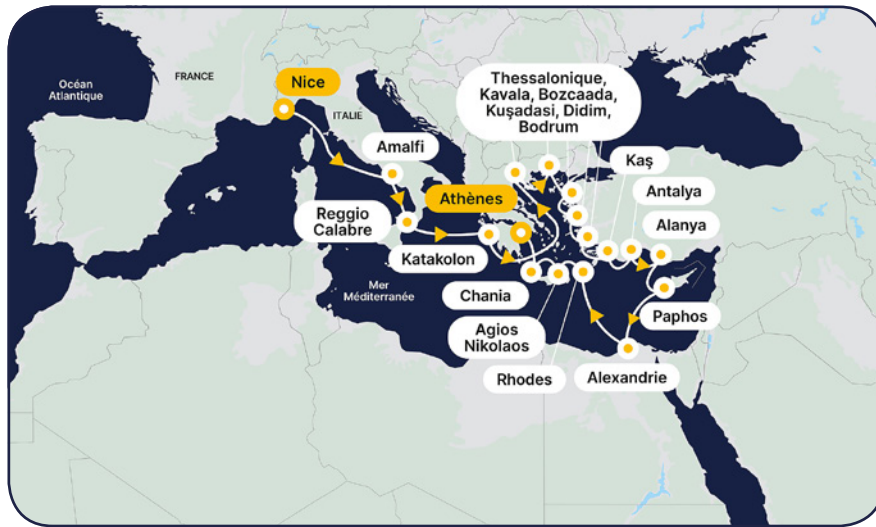 Océan
Atlantique
FRANCE
Nice
ITALIE
Amalfi
Thessalonique,
Kavala, Bozcaada,
Kuşadasi, Didim,
Bodrum
Kaş
Antalya
Alanya
Athènes
Reggio
Calabre
Katakolon
Mer
Méditerranée
Chania
Agios
Nikolaos
Rhodes
Alexandrie
Paphos